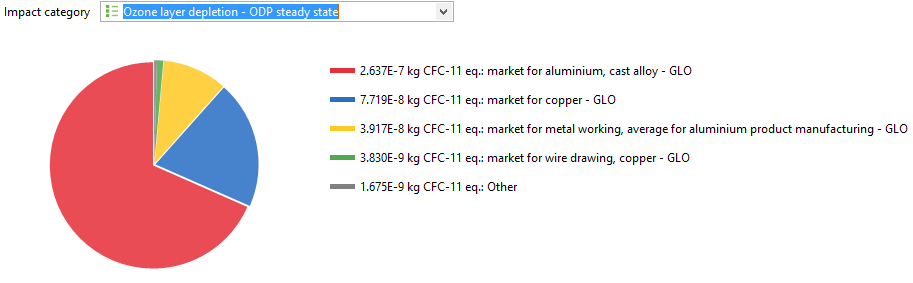 Impact category Ozone layer depletion - ODP steady state
2.637E-7 kg CFC-11 eq.: market for aluminium, cast alloy - GLO
7.719E-8 kg CFC-11 eq.: market for copper - GLO
3.917E-8 kg CFC-11 eq.: market for metal working, average for aluminium product manufacturing - GLO
3.830E-9 kg CFC-11 eq.: market for wire drawing, copper - GLO
1.675E-9 kg CFC-11 eq.: Other